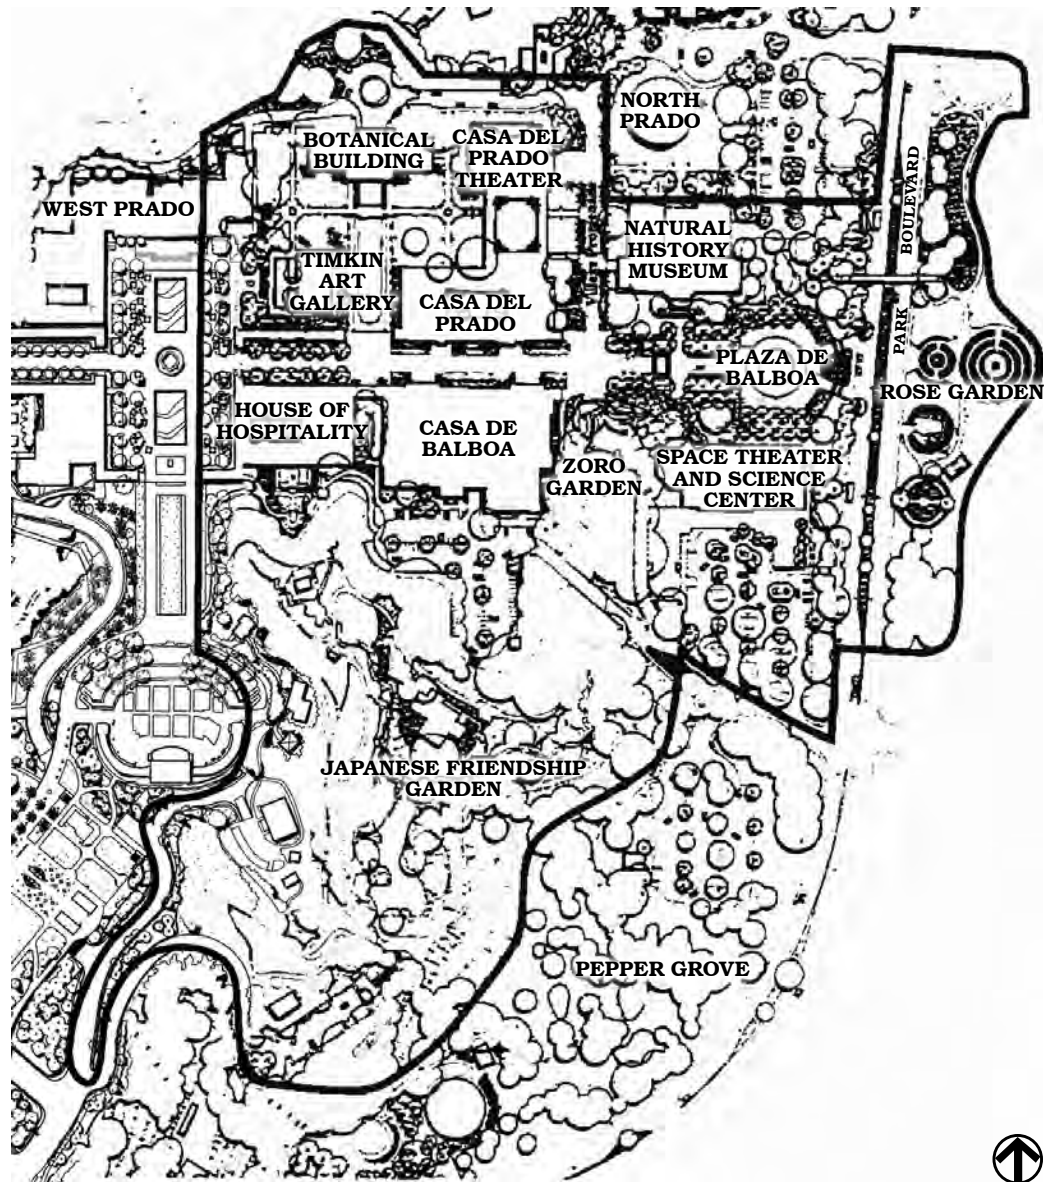 NORTH
PRADO
BOTANICAL
BUILDING
CASA DEL
PRADO
THEATER
WEST PRADO
NATURAL
HISTORY
MUSEUM
TIMKIN
ART
GALLERY
CASA DEL
PRADO
Village Place
PARK BOULEVARD
PLAZA DE
BALBOA
ROSE GARDEN
HOUSE OF
HOSPITALITY
CASA DE
BALBOA
ZORO
GARDEN
SPACE THEATER
AND SCIENCE
CENTER
JAPANESE FRIENDSHIP
GARDEN
PEPPER GROVE